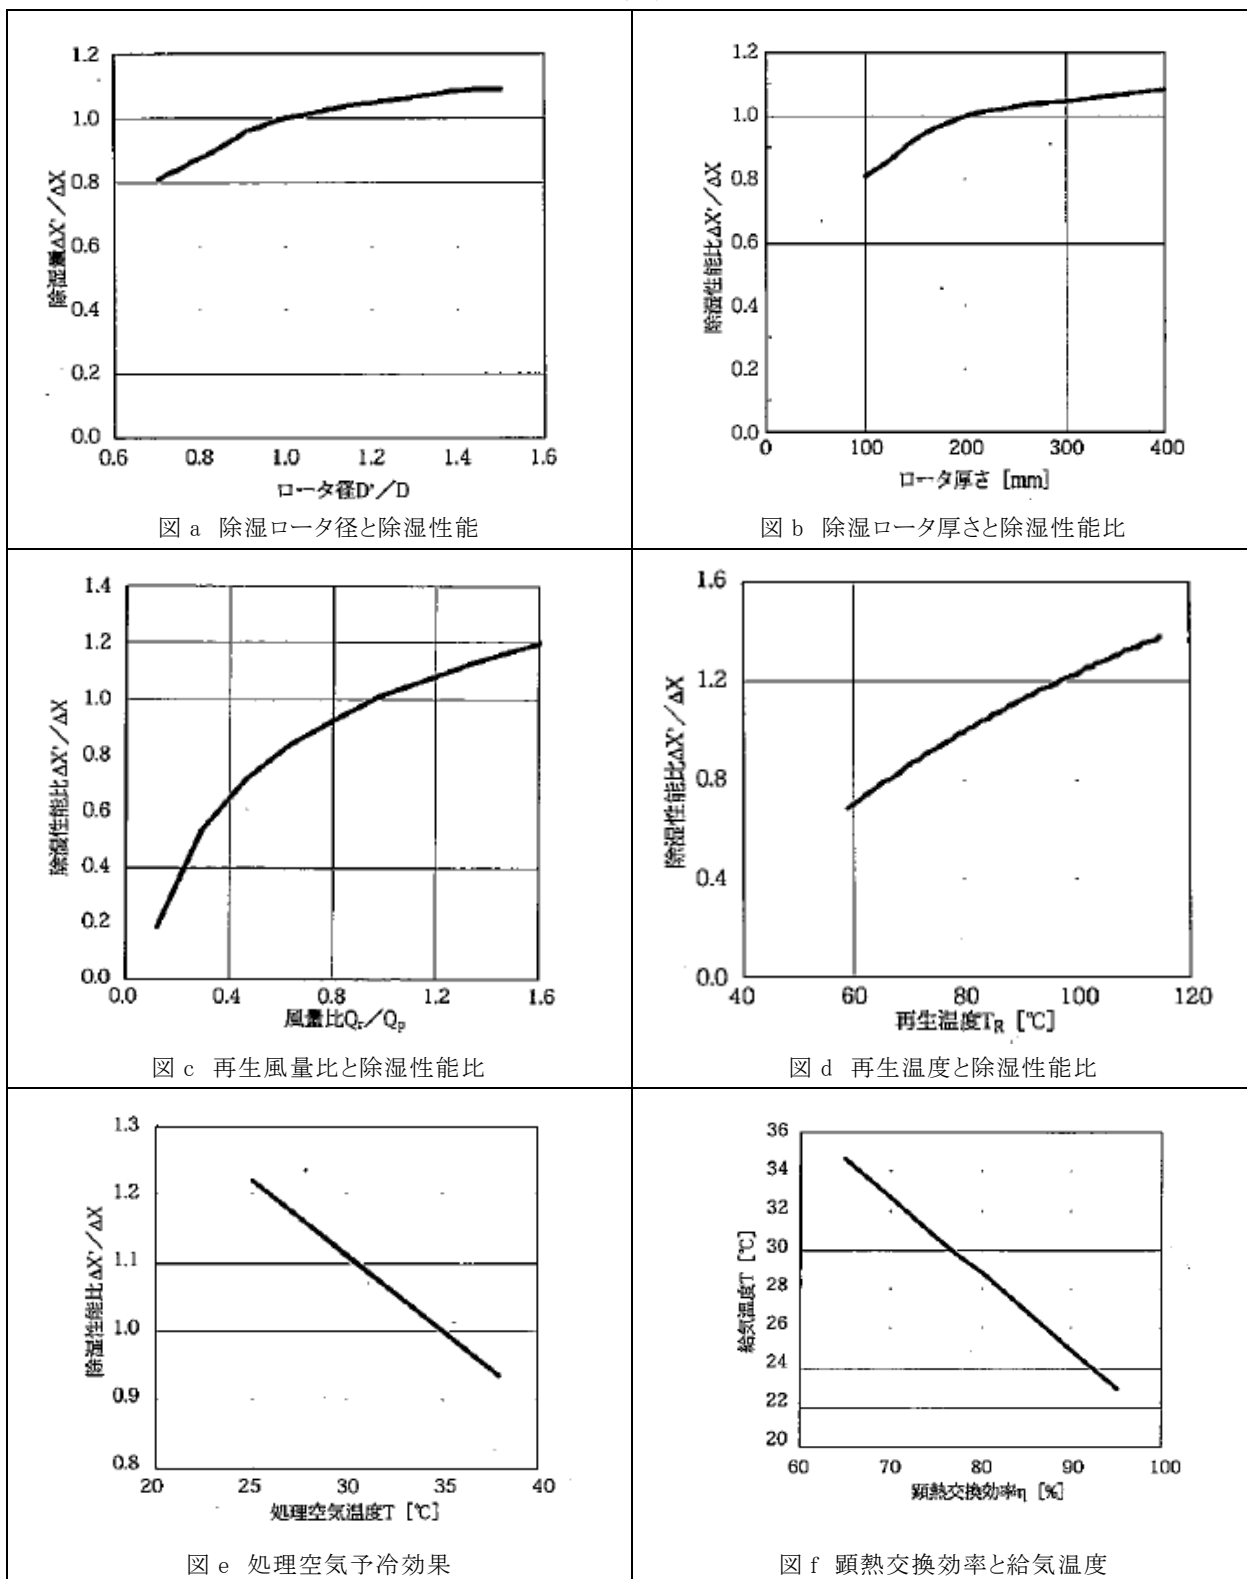 1.2
1.0
0.8
0.6
0.4
0.2
0.0
0.6 0.8 1.0 1.2 1.4 1.6
除湿量ΔX'/ΔX
ロータ径D'/D
図 a 除湿ロータ径と除湿性能
1.2
1.0
0.8
0.6
0.4
0.2
0.0
0 100 200 300 400
除湿性能比ΔX'/ΔX
ロータ厚さ [mm]
図 b 除湿ロータ厚さと除湿性能比
1.4
1.2
1.0
0.8
0.6
0.4
0.2
0.0
0.0 0.4 0.8 1.2 1.6
除湿性能比ΔX'/ΔX
風量比Qr/Qp
図 c 再生風量比と除湿性能比
1.6
1.2
0.8
0.4
0.0
40 60 80 100 120
除湿性能比ΔX'/ΔX
再生温度TR [℃]
図 d 再生温度と除湿性能比
1.3
1.2
1.1
1.0
0.9
0.8
20 25 30 35 40
除湿性能比ΔX'/ΔX
処理空気温度T [℃]
図 e 処理空気予冷効果
36
34
32
30
28
26
24
22
20
60 70 80 90 100
給気温度T [℃]
顕熱交換効率η [%]
図 f 顕熱交換効率と給気温度